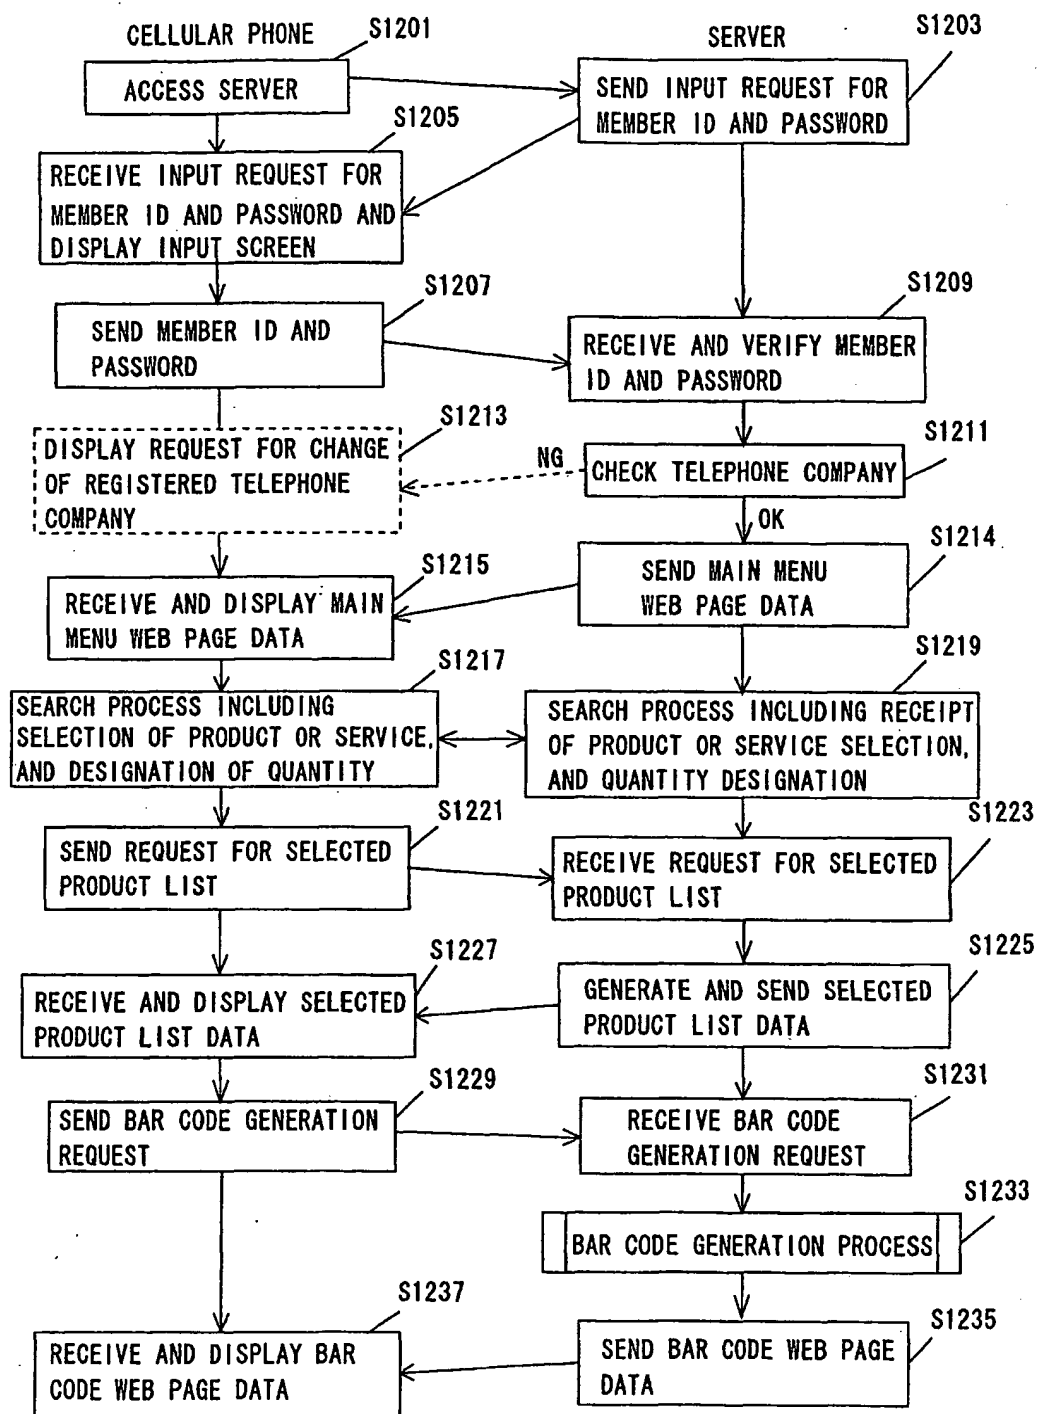 CELLULAR PHONE
S1201
SERVER
S1203
ACCESS SERVER
SEND INPUT REQUEST FOR
MEMBER ID AND PASSWORD
S1205
RECEIVE INPUT REQUEST FOR
MEMBER ID AND PASSWORD AND
DISPLAY INPUT SCREEN
S1207
SEND MEMBER ID AND
PASSWORD
S1209
RECEIVE AND VERIFY MEMBER
ID AND PASSWORD
S1213
DISPLAY REQUEST FOR CHANGE
OF REGISTERED TELEPHONE
COMPANY
NG
S1211
CHECK TELEPHONE COMPANY
OK
S1214
SEND MAIN MENU
WEB PAGE DATA
S1215
RECEIVE AND DISPLAY MAIN
MENU WEB PAGE DATA
S1217
SEARCH PROCESS INCLUDING
SELECTION OF PRODUCT OR SERVICE,
AND DESIGNATION OF QUANTITY
S1219
SEARCH PROCESS INCLUDING RECEIPT
OF PRODUCT OR SERVICE SELECTION,
AND QUANTITY DESIGNATION
S1221
SEND REQUEST FOR SELECTED
PRODUCT LIST
S1223
RECEIVE REQUEST FOR SELECTED
PRODUCT LIST
S1227
RECEIVE AND DISPLAY SELECTED
PRODUCT LIST DATA
S1225
GENERATE AND SEND SELECTED
PRODUCT LIST DATA
S1229
SEND BAR CODE GENERATION
REQUEST
S1231
RECEIVE BAR CODE
GENERATION REQUEST
S1233
BAR CODE GENERATION PROCESS
S1237
RECEIVE AND DISPLAY BAR
CODE WEB PAGE DATA
S1235
SEND BAR CODE WEB PAGE
DATA